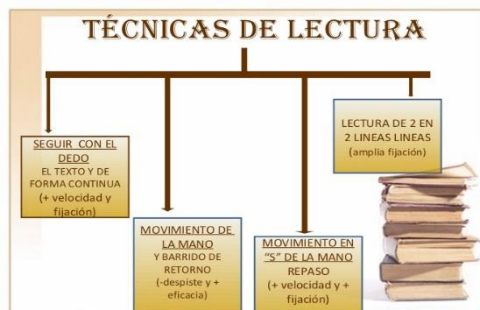 TÉCNICAS DE LECTURA
SEGUIR CON EL
DEDO
EL TEXTO Y DE
FORMA CONTINUA
(+ velocidad y
fijación)
MOVIMIENTO DE
LA MANO
Y BARRIDO DE
RETORNO
(-despiste y +
eficacia)
MOVIMIENTO EN
"S" DE LA MANO
REPASO
(+ velocidad y +
fijación)
LECTURA DE 2 EN
2 LINEAS LINEAS
(amplia fijación)